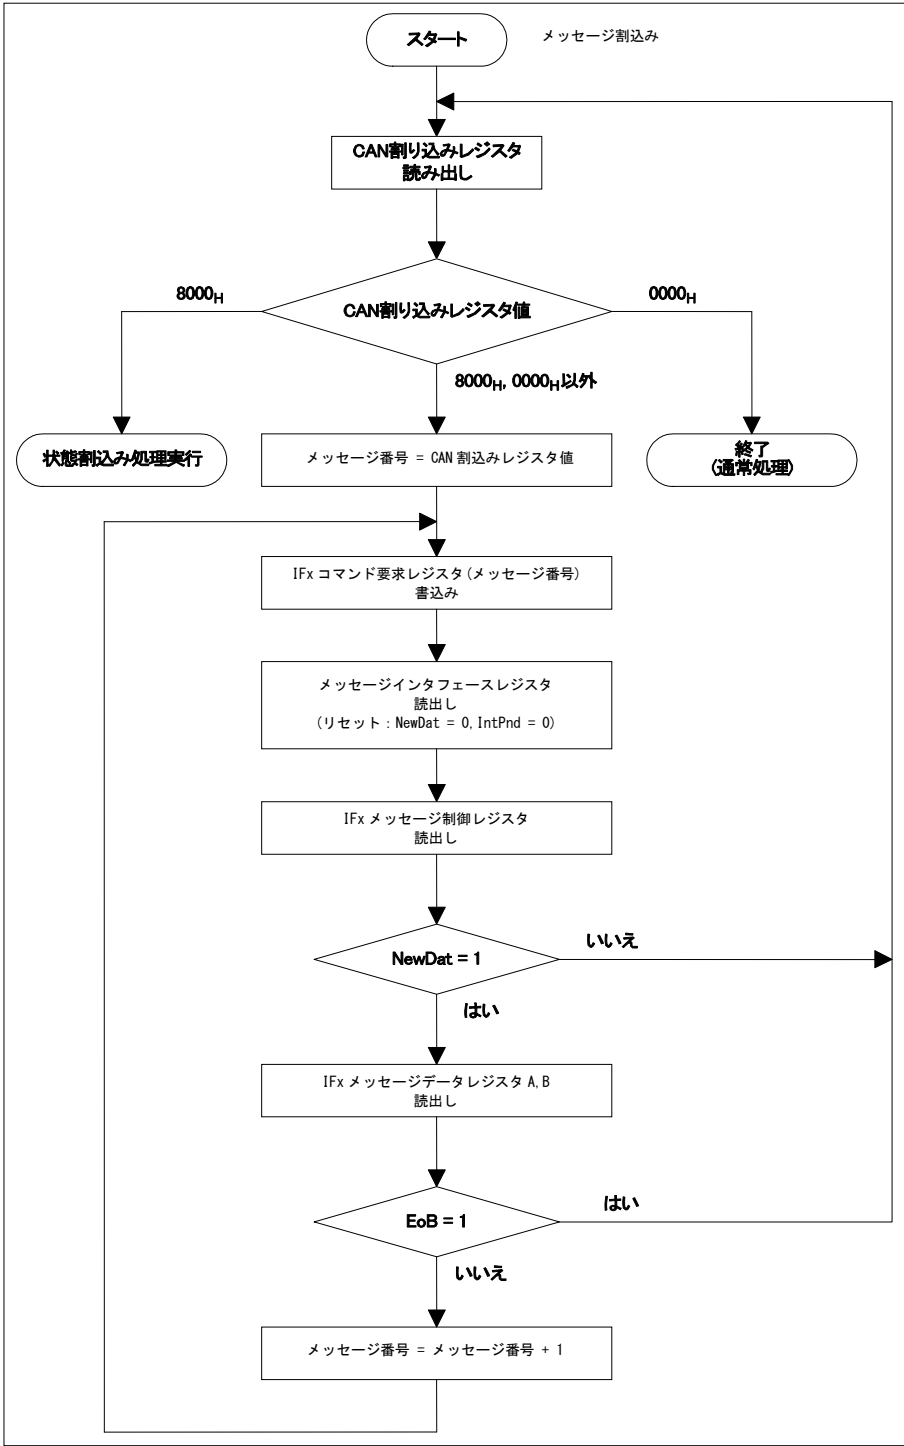 スタート
メッセージ割込み
CAN割り込みレジスタ
読み出し
8000H
0000H
CAN割り込みレジスタ値
8000H, 0000H以外
状態割込み処理実行
メッセージ番号 = CAN 割込みレジスタ値
終了
(通常処理)
IFx コマンド要求レジスタ(メッセージ番号)
書込み
メッセージインタフェースレジスタ
読出し
(リセット : NewDat = 0, IntPnd = 0)
IFx メッセージ制御レジスタ
読出し
NewDat = 1
いいえ
はい
IFx メッセージデータレジスタ A, B
読出し
EoB = 1
はい
いいえ
メッセージ番号 = メッセージ番号 + 1